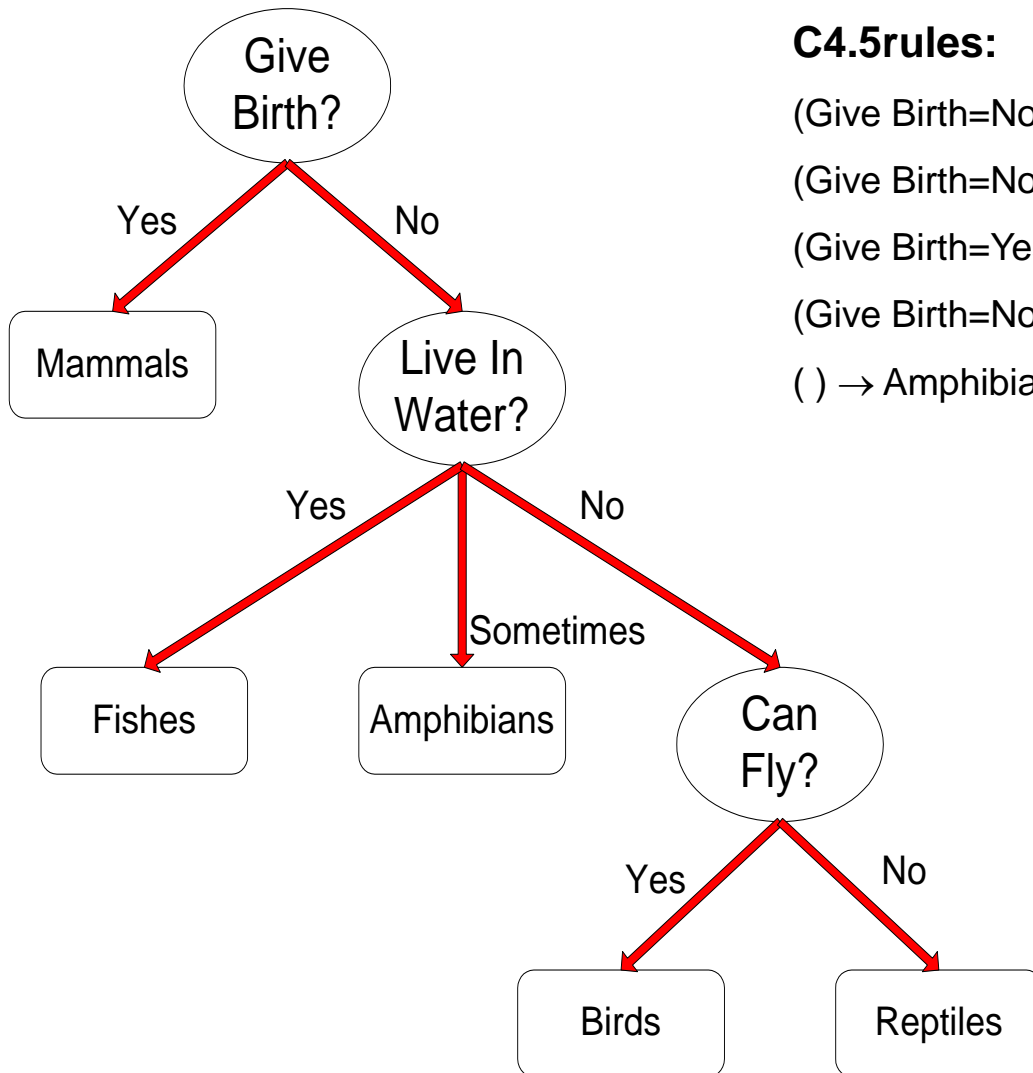 Give
Birth?
Yes
No
Mammals
Live In
Water?
Yes
No
Sometimes
Fishes
Amphibians
Can
Fly?
Yes
No
Birds
Reptiles
C4.5rules:
(Give Birth=No
(Give Birth=No
(Give Birth=Ye
(Give Birth=No
( ) → Amphibia